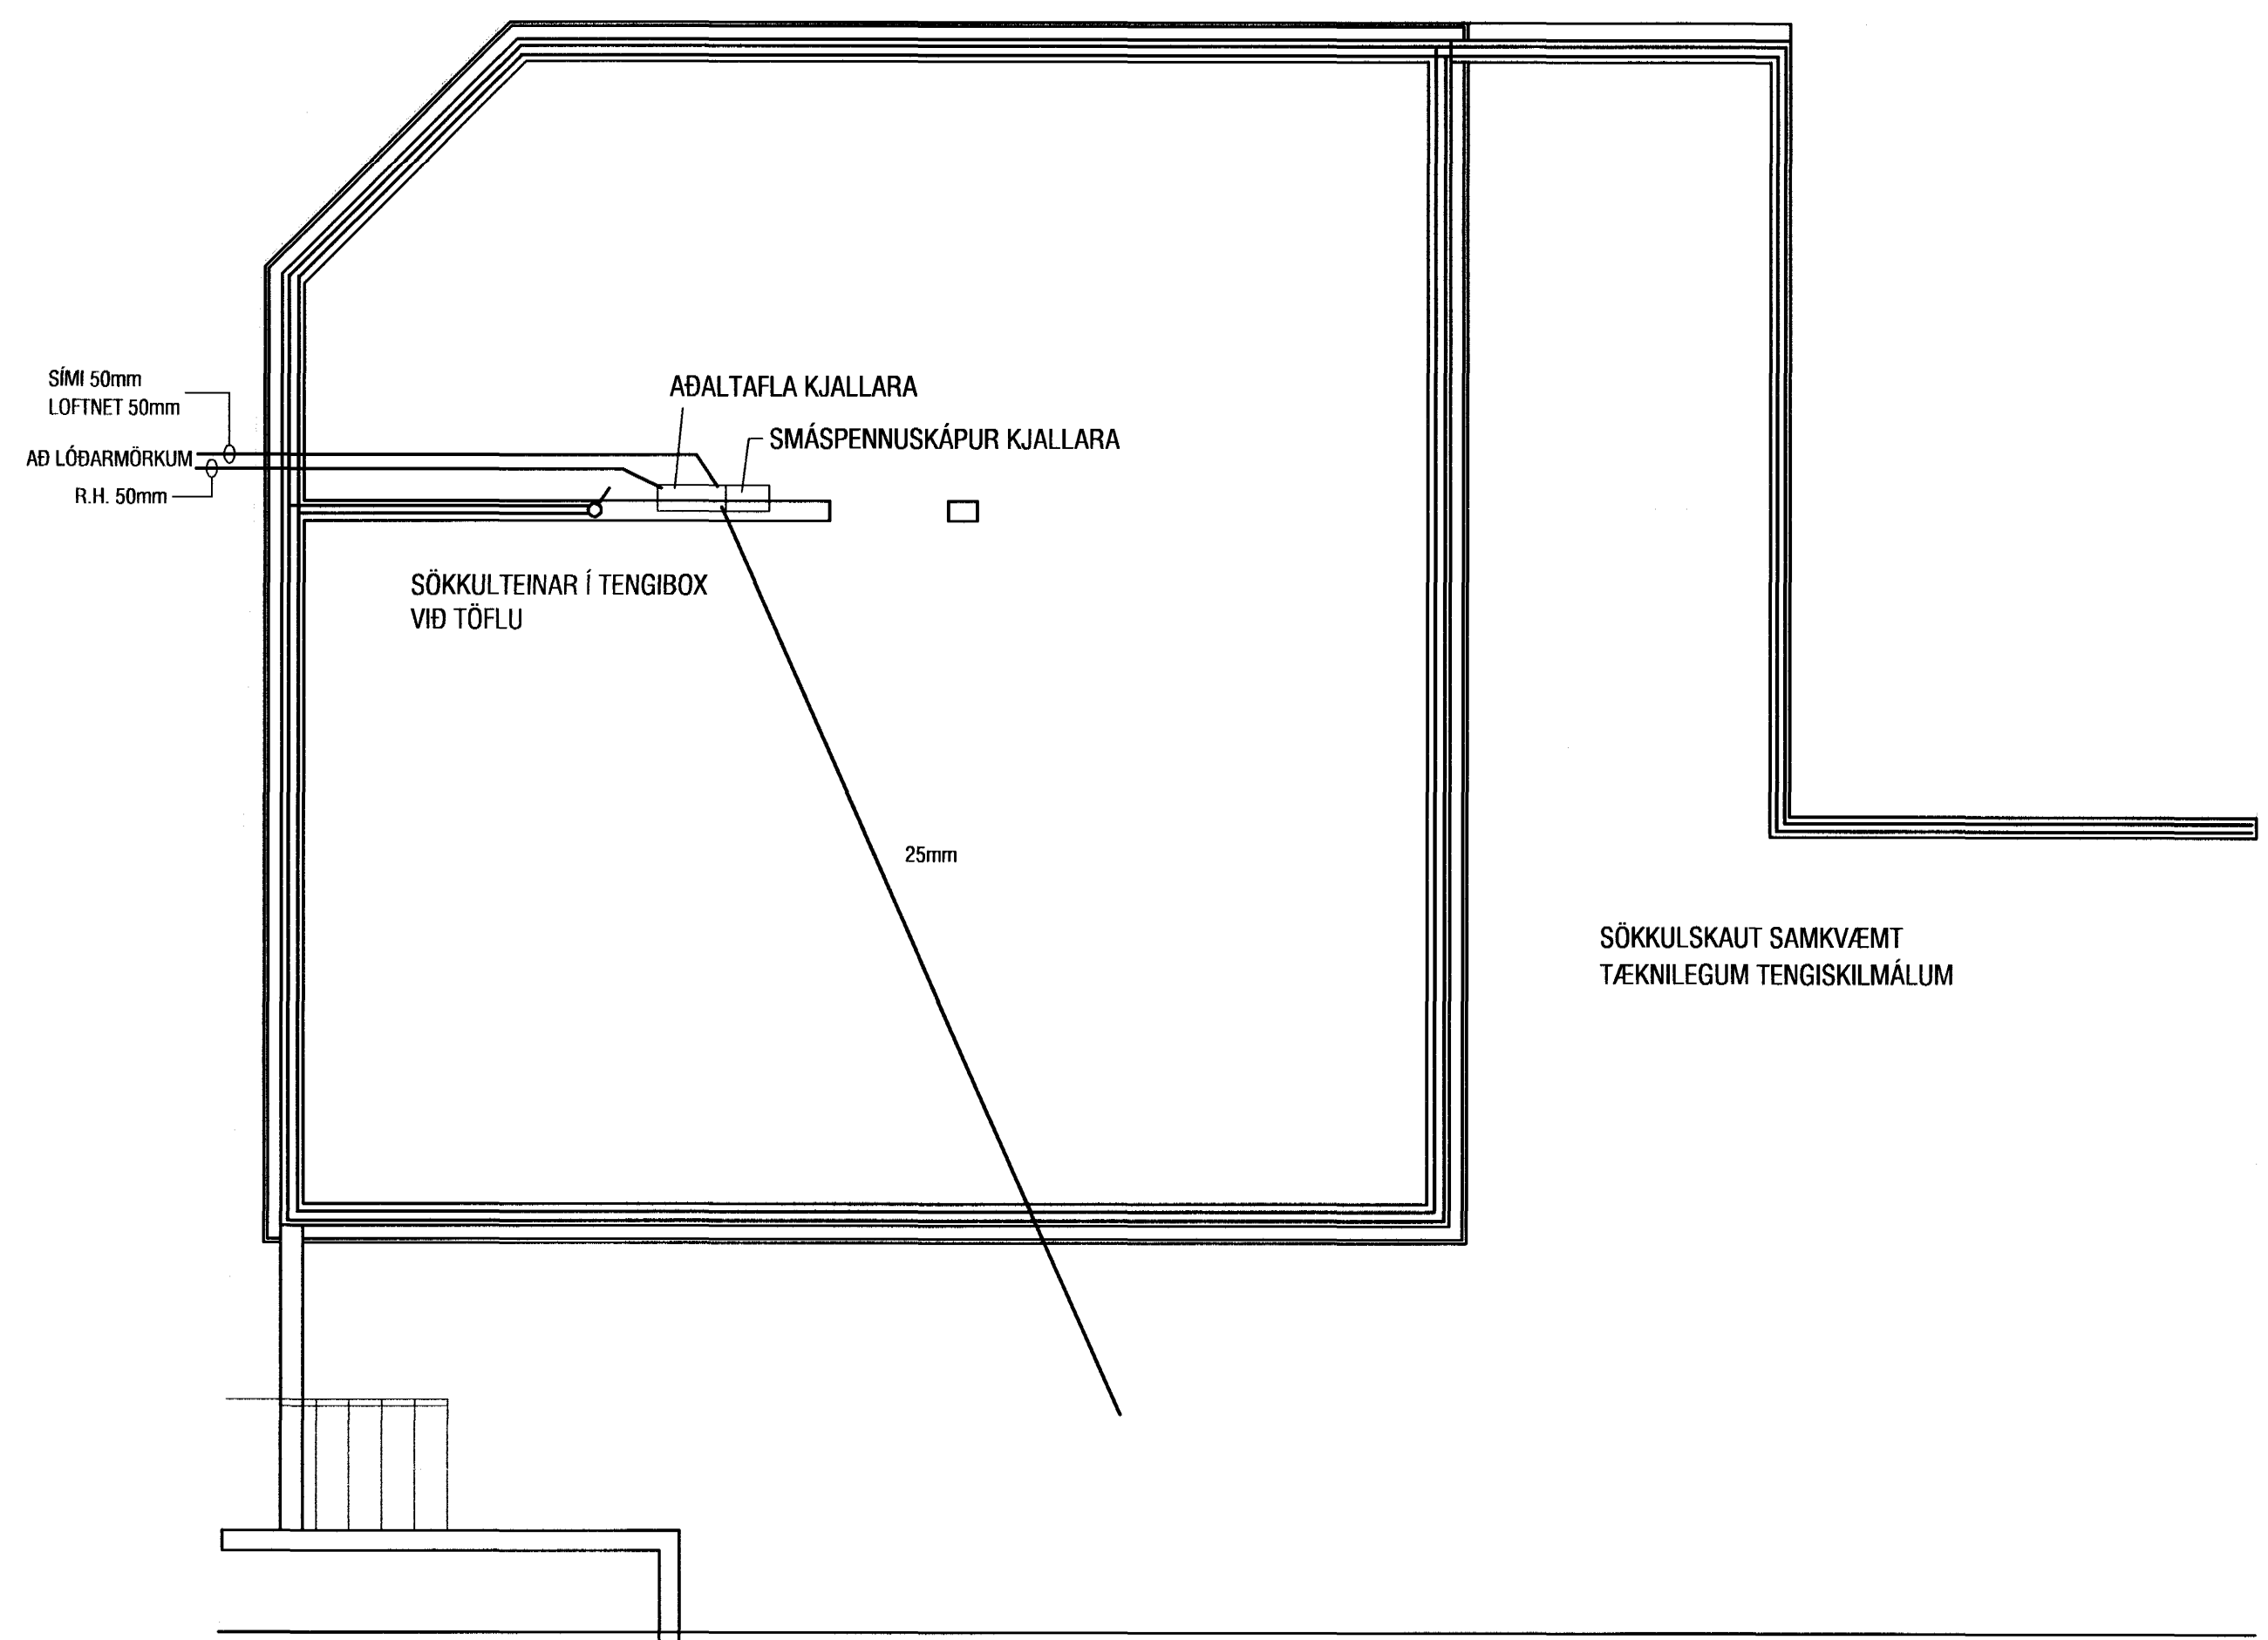 SÍMI 50mm
LOFTNET 50mm
AÐ LÓÐARMÖRKUM
R.H. 50mm
AÐALTAFLA KJALLARA
SMÁSPENNUSKÁPUR KJALLARA
SÖKKULTEINAR Í TENGIBOX
VIÐ TÖFLU
25mm
SÖKKULSKAUT SAMKVÆMT
TÆKNILEGUM TENGISKILMÁLUM